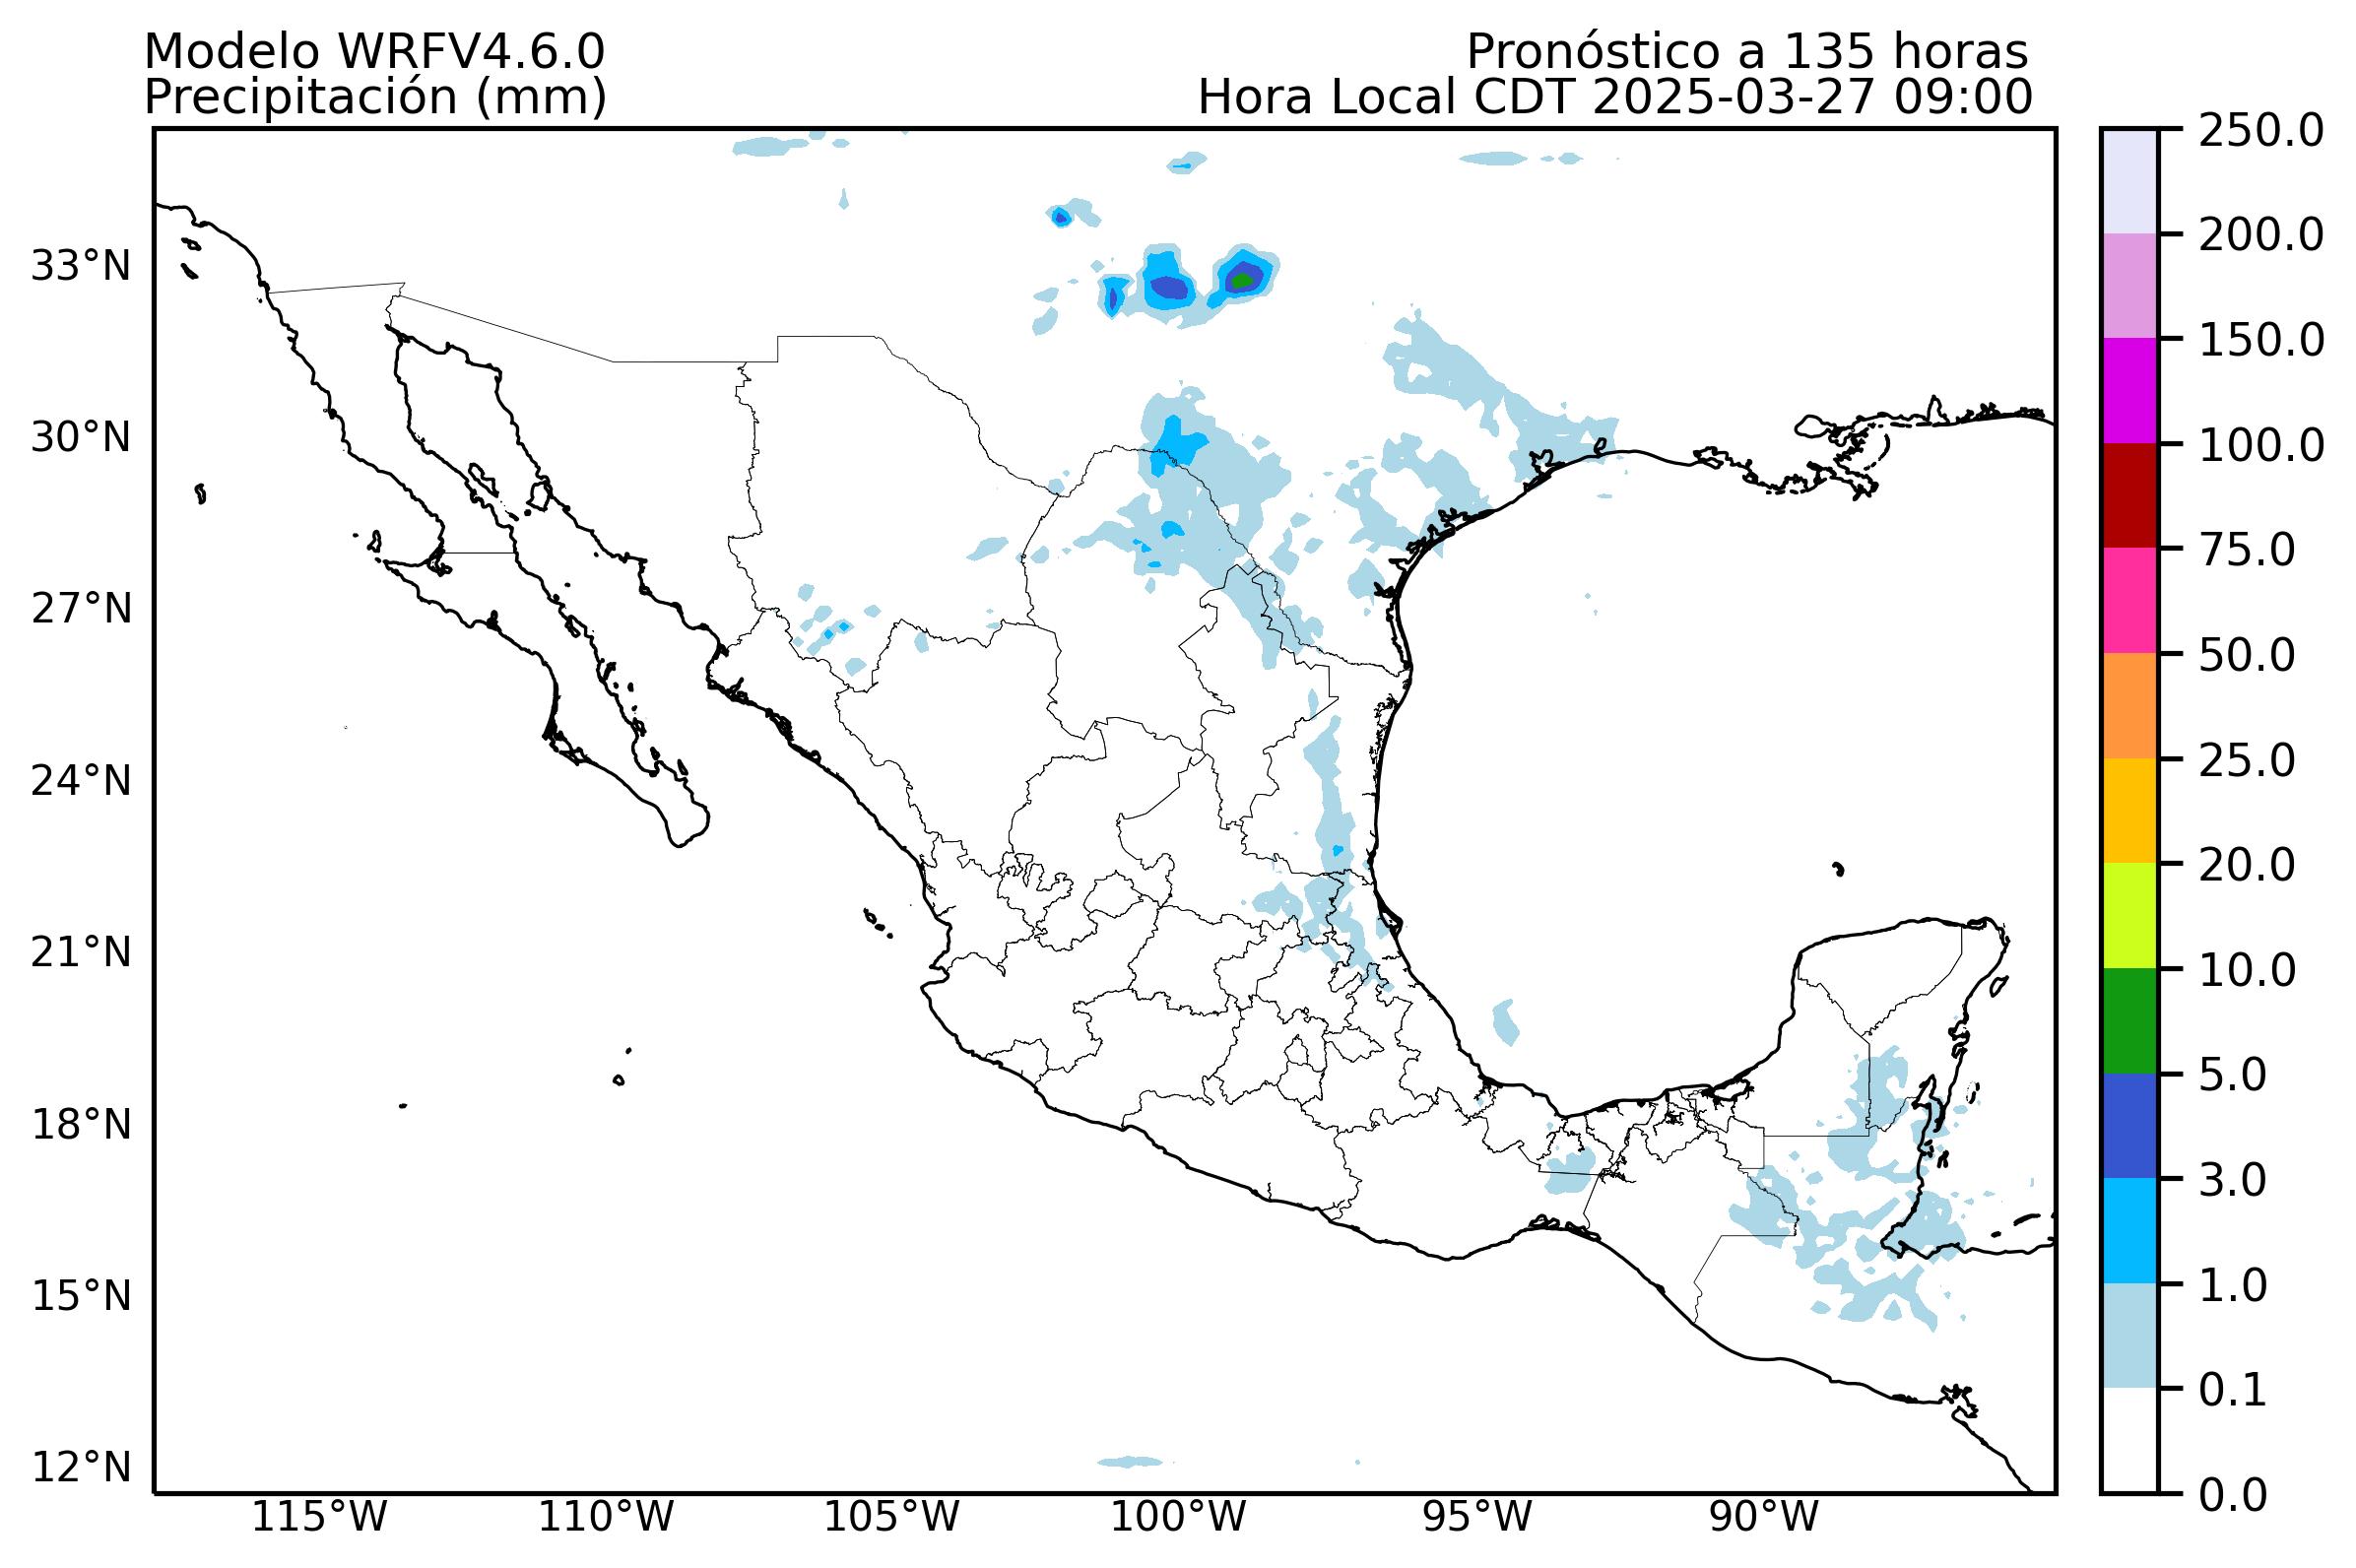 Modelo WRFV4.6.0
Precipitación (mm)
Pronóstico a 135 horas
Hora Local CDT 2025-03-27 09:00
33°N
30°N
27°N
24°N
21°N
18°N
15°N
12°N
115°W
110°W
105°W
100°W
95°W
90°W
250.0
200.0
150.0
100.0
75.0
50.0
25.0
20.0
10.0
5.0
3.0
1.0
0.1
0.0